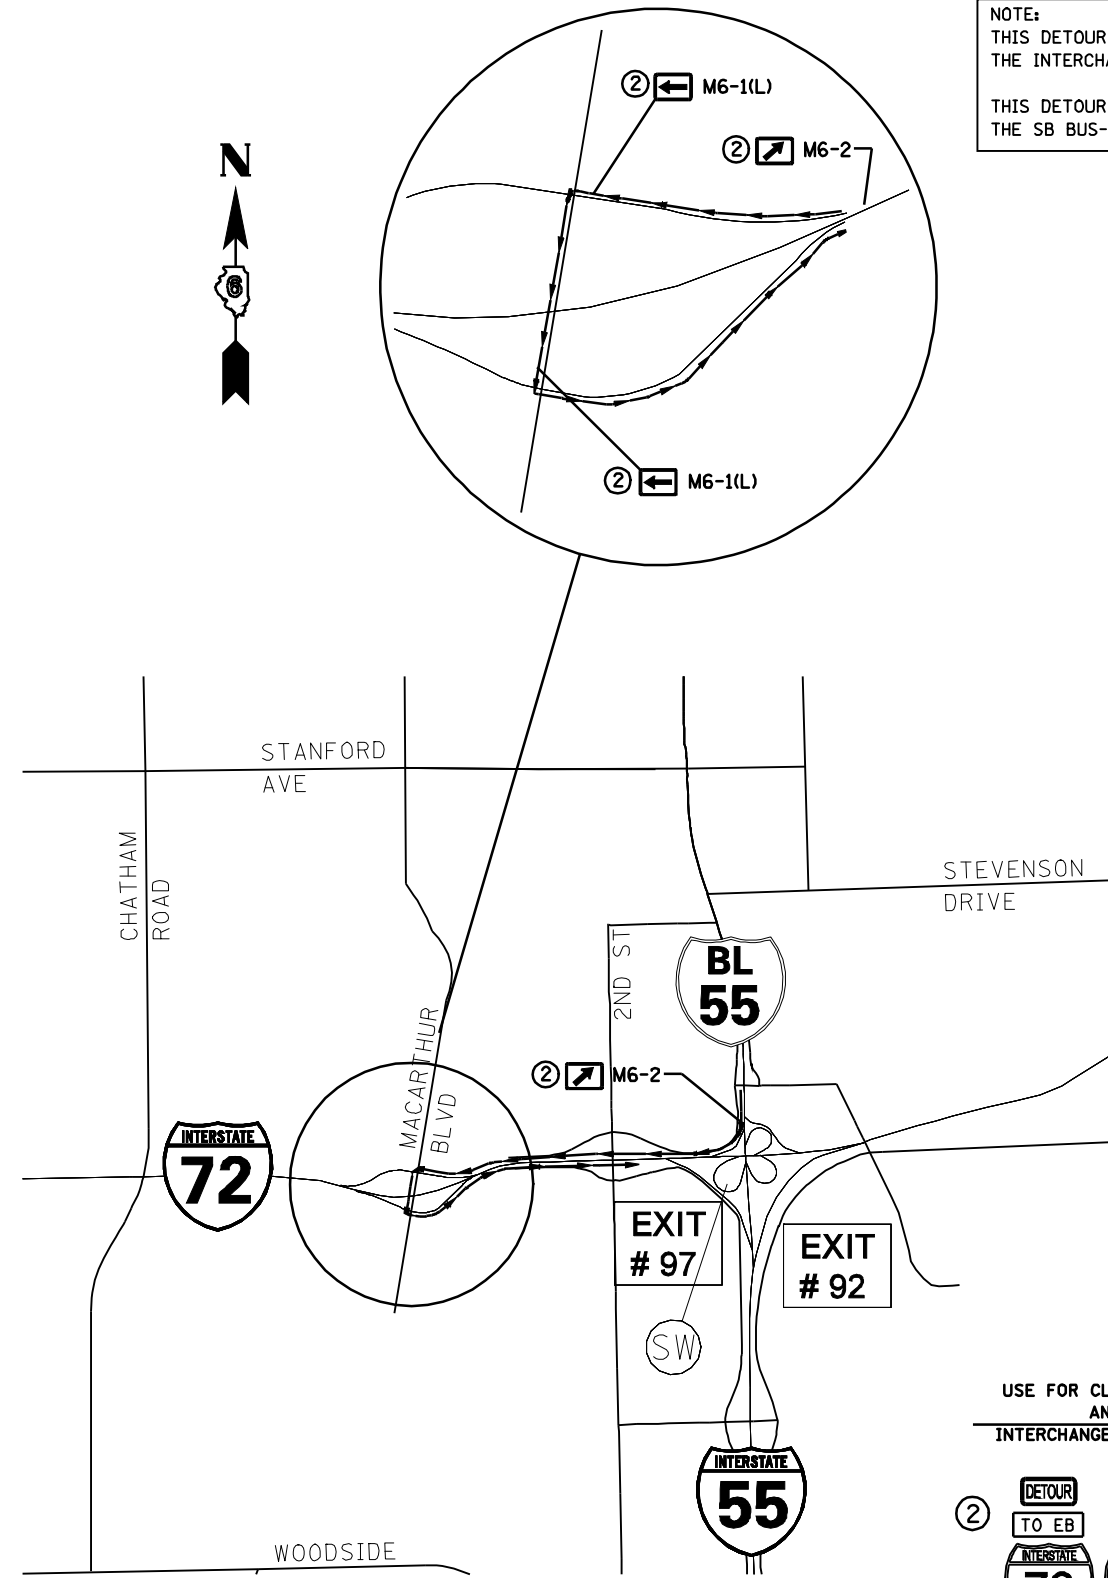 NOTE:
THIS DETOUR
THE INTERCHA
THIS DETOUR
THE SB BUS-
② M6-1(L)
② M6-2
N
6
② M6-1(L)
STANFORD
AVE
CHATHAM
ROAD
STEVENSON
DRIVE
2ND ST
BL
55
MACARTHUR
BLVD
② M6-2
INTERSTATE
72
EXIT
# 97
EXIT
# 92
SW
USE FOR CL
AN
INTERCHANGE
INTERSTATE
55
②
DETOUR
TO EB
INTERSTATE
WOODSIDE